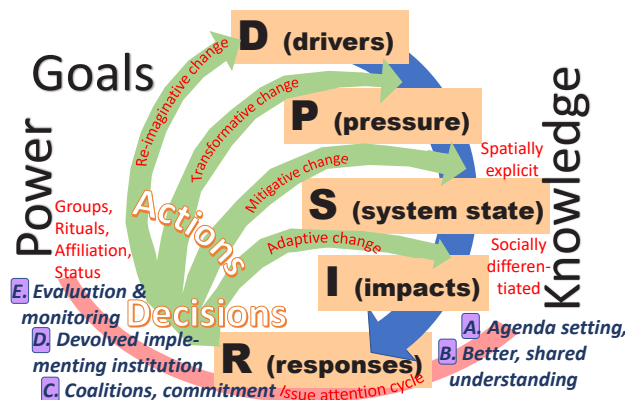 D (drivers)
Goals
Re-imaginative change
Transformative change
P (pressure)
Mitigative change
Spatially
explicit
Knowledge
Power
Groups,
Rituals,
Affiliation,
Status
Actions
S (system state)
Adaptive change
Socially
differen-
tiated
I (impacts)
E. Evaluation &
monitoring
Decisions
D. Devolved imple-
menting institution
C. Coalitions, commitment
R (responses)
Issue attention cycle
A. Agenda setting,
B. Better, shared
understanding